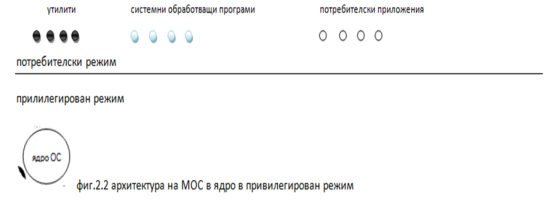 утилити системни обработващи програми потребителски приложения
потребителски режим
прилилегирован режим
ядро ОС
фиг.2.2 архитектура на МОС в ядро в привилегирован режим